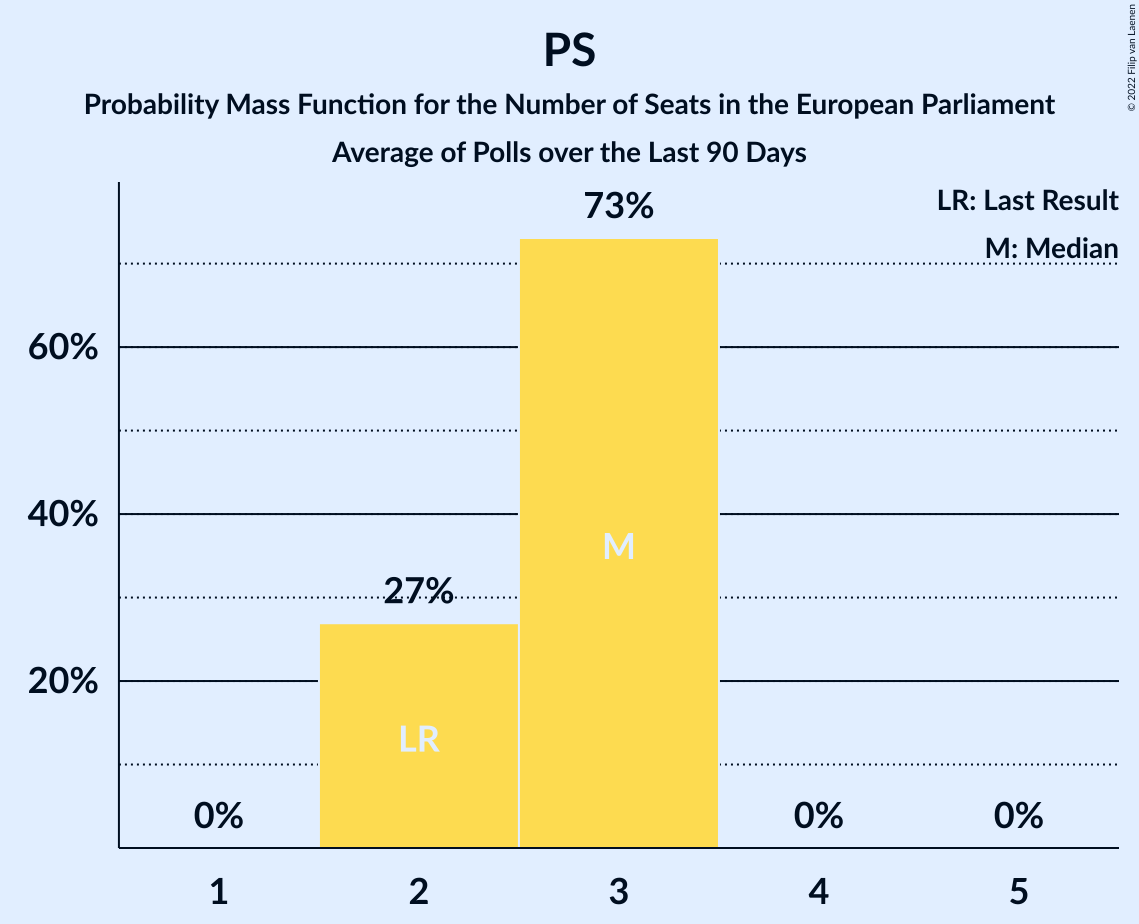 PS
Probability Mass Function for the Number of Seats in the European Parliament
Average of Polls over the Last 90 Days
© 2022 Filip van Laenen
LR: Last Result
M: Median
73%
60%
M
40%
27%
20%
LR
0%
0%
0%
1
2
3
4
5